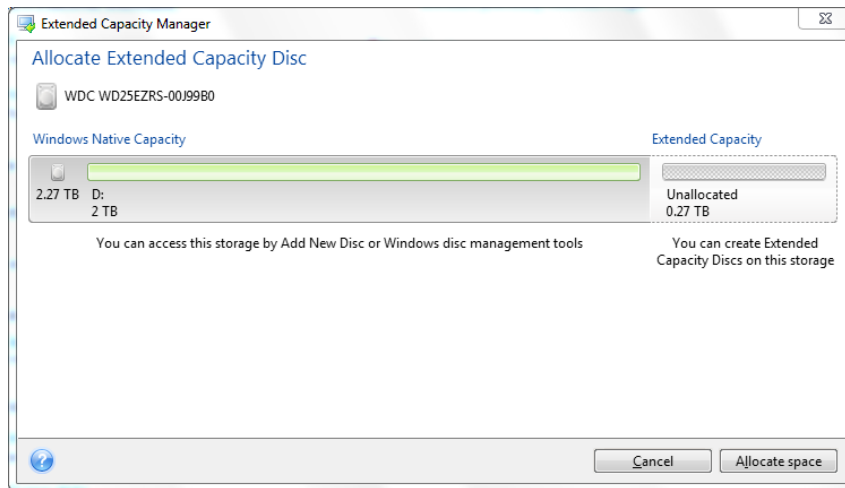 Extended Capacity Manager
Allocate Extended Capacity Disc
WDC WD25EZRS-00J99B0
Windows Native Capacity
Extended Capacity
2.27 TB
D:
2 TB
Unallocated
0.27 TB
You can access this storage by Add New Disc or Windows disc management tools
You can create Extended
Capacity Discs on this storage
?
Cancel
Allocate space